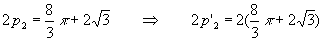 2p₂ = 8/3 π + 2√3 ⇒ 2p'₂ = 2(8/3 π + 2√3)